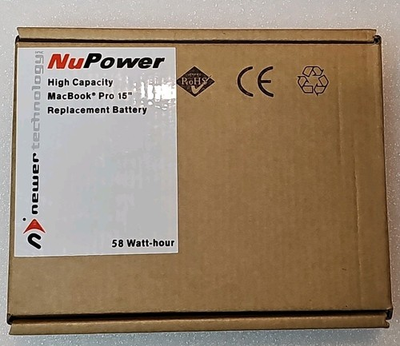 NuPower
High Capacity
MacBook® Pro 15"
Replacement Battery
newer technology
58 Watt-hour
RoHS
CE